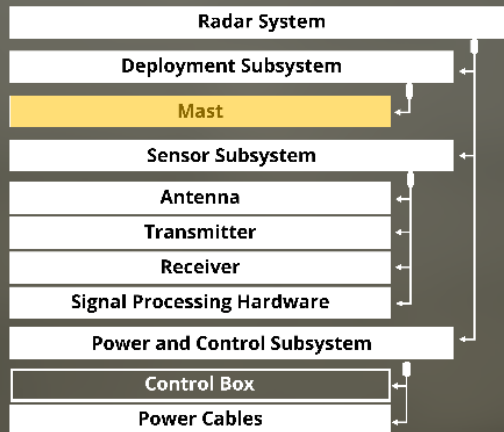 Radar System
Deployment Subsystem
Mast
Sensor Subsystem
Antenna
Transmitter
Receiver
Signal Processing Hardware
Power and Control Subsystem
Control Box
Power Cables